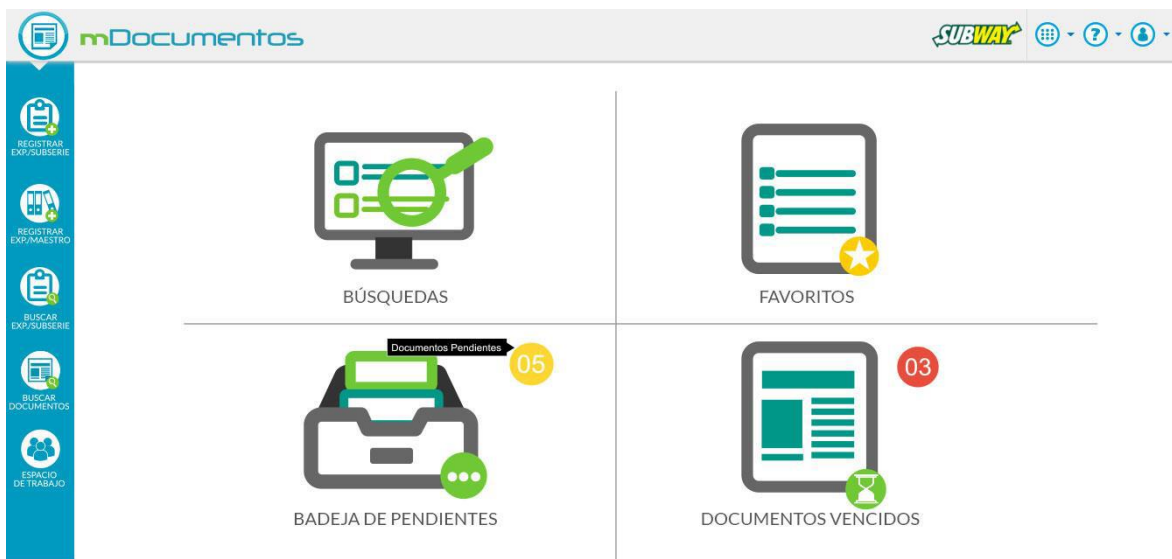 mDocumentos
SUBWAY
?
REGISTRAR
EXP./SUBSERIE
REGISTRAR
EXP./MAESTRO
BUSCAR
EXP./SUBSERIE
BUSCAR
DOCUMENTOS
ESPACIO
DE TRABAJO
BÚSQUEDAS
FAVORITOS
Documentos Pendientes
05
03
BADEJA DE PENDIENTES
DOCUMENTOS VENCIDOS